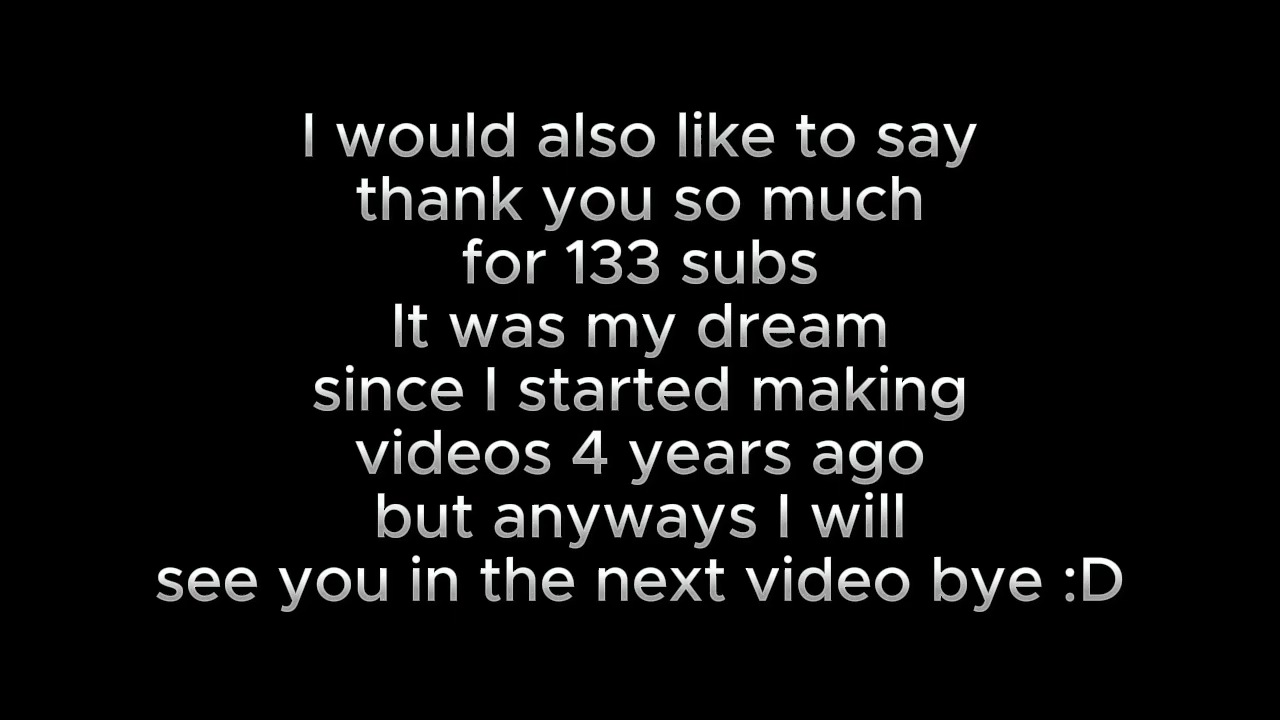 I would also like to say
thank you so much
for 133 subs
It was my dream
since I started making
videos 4 years ago
but anyways I will
see you in the next video bye :D